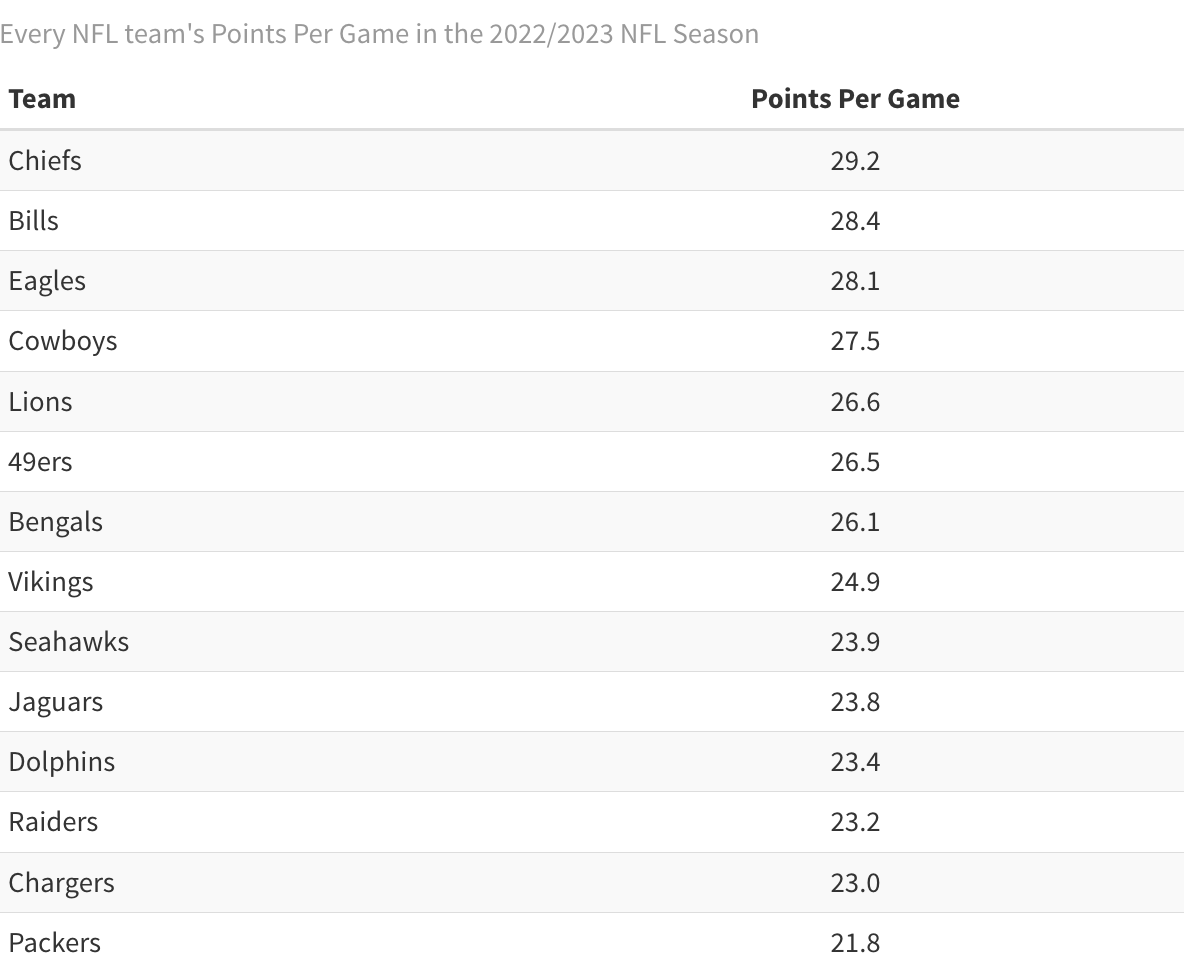 Every NFL team's Points Per Game in the 2022/2023 NFL Season
Team Points Per Game
Chiefs 29.2
Bills 28.4
Eagles 28.1
Cowboys 27.5
Lions 26.6
49ers 26.5
Bengals 26.1
Vikings 24.9
Seahawks 23.9
Jaguars 23.8
Dolphins 23.4
Raiders 23.2
Chargers 23.0
Packers 21.8